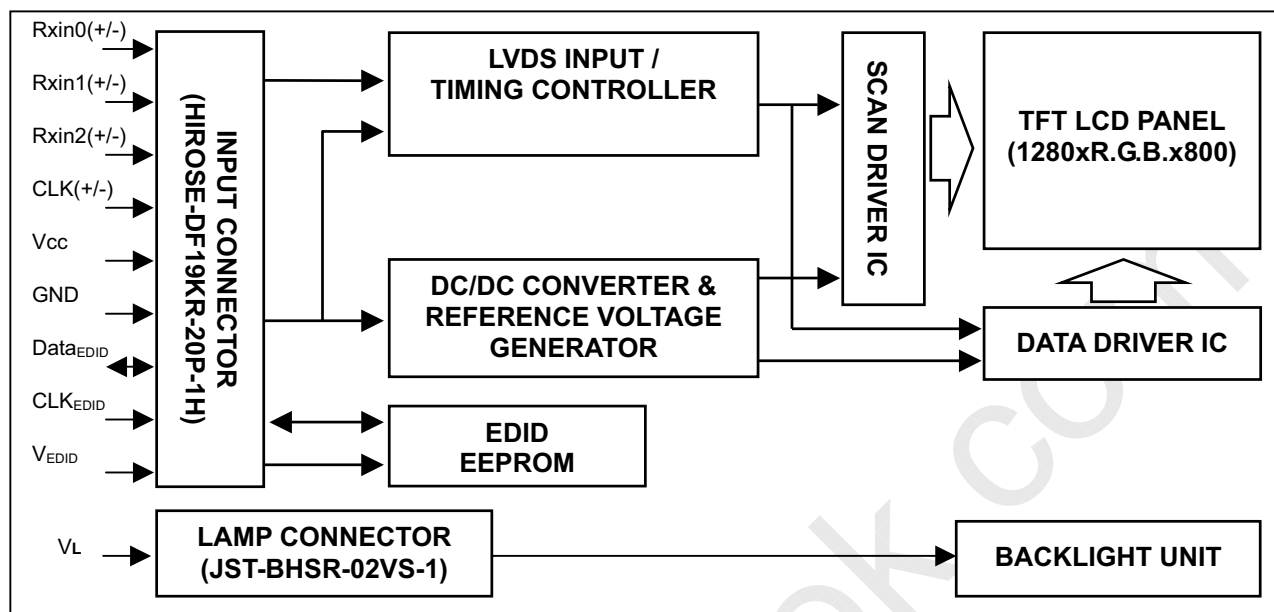 Rxin0(+/-)
Rxin1(+/-)
Rxin2(+/-)
CLK(+/-)
Vcc
GND
DataEDID
CLKEDID
VEDID
VL
INPUT CONNECTOR
(HIROSE-DF19KR-20P-1H)
LVDS INPUT /
TIMING CONTROLLER
DC/DC CONVERTER &
REFERENCE VOLTAGE
GENERATOR
EDID
EEPROM
LAMP CONNECTOR
(JST-BHSR-02VS-1)
SCAN DRIVER IC
TFT LCD PANEL
(1280xR.G.B.x800)
DATA DRIVER IC
BACKLIGHT UNIT